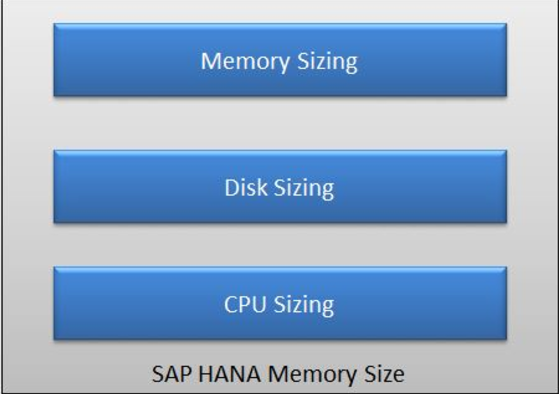 Memory Sizing
Disk Sizing
CPU Sizing
SAP HANA Memory Size